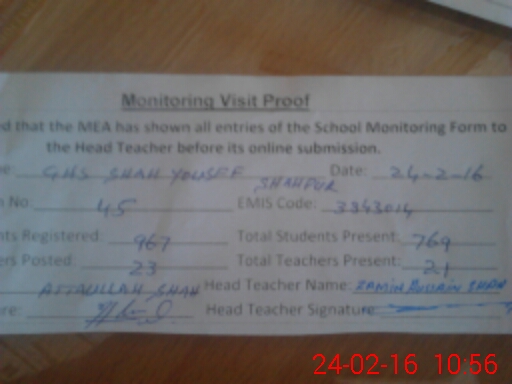 Monitoring Visit Proof
ed that the MEA has shown all entries of the School Monitoring Form to
the Head Teacher before its online submission.
e: GHS SHAH YOUSEF SHAHPUR Date: 24-2-16
n No 45 EMIS Code: 3343014
nts Registered: 967 Total Students Present: 769
ers Posted: 23 Total Teachers Present: 21
ATTAULLAH SHAH Head Teacher Name: ZAMIN HUSSAIN SHAH
re: Head Teacher Signature
24-02-16 10:56